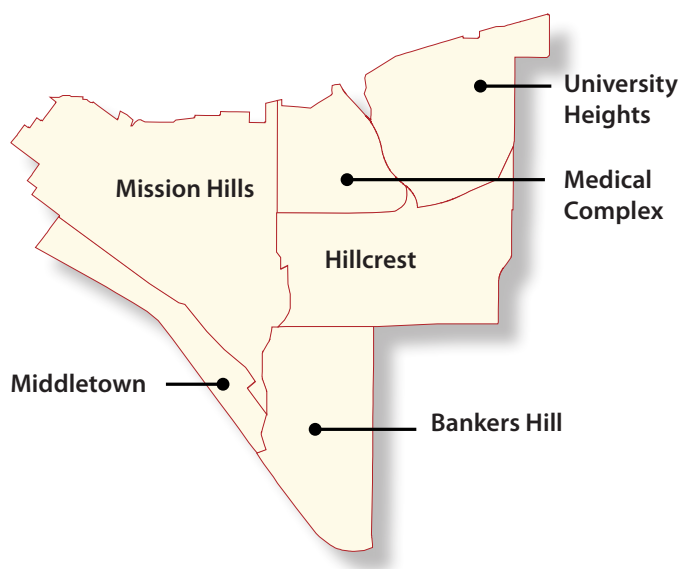 University
Heights
Mission Hills
Medical
Complex
Hillcrest
Middletown
Bankers Hill